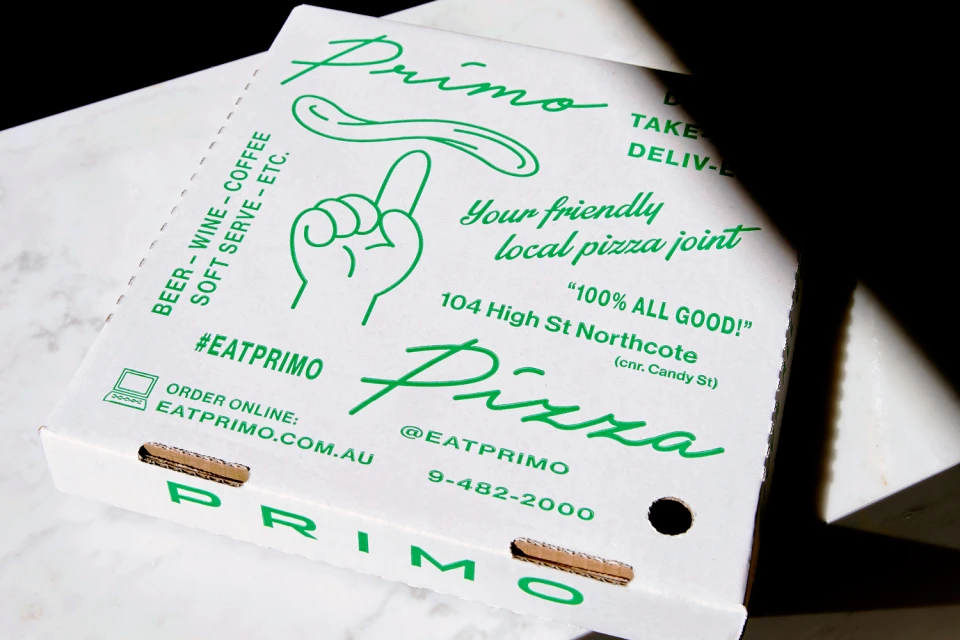 Primo
TAKE-
BEER – WINE – COFFEE
SOFT SERVE – ETC.
Your friendly
local pizza joint
"100% ALL GOOD!"
104 High St Northcote
(cnr. Candy St)
#EATPRIMO
Pizza
ORDER ONLINE:
EATPRIMO.COM.AU
@EATPRIMO
9-482-2000
PRIMO